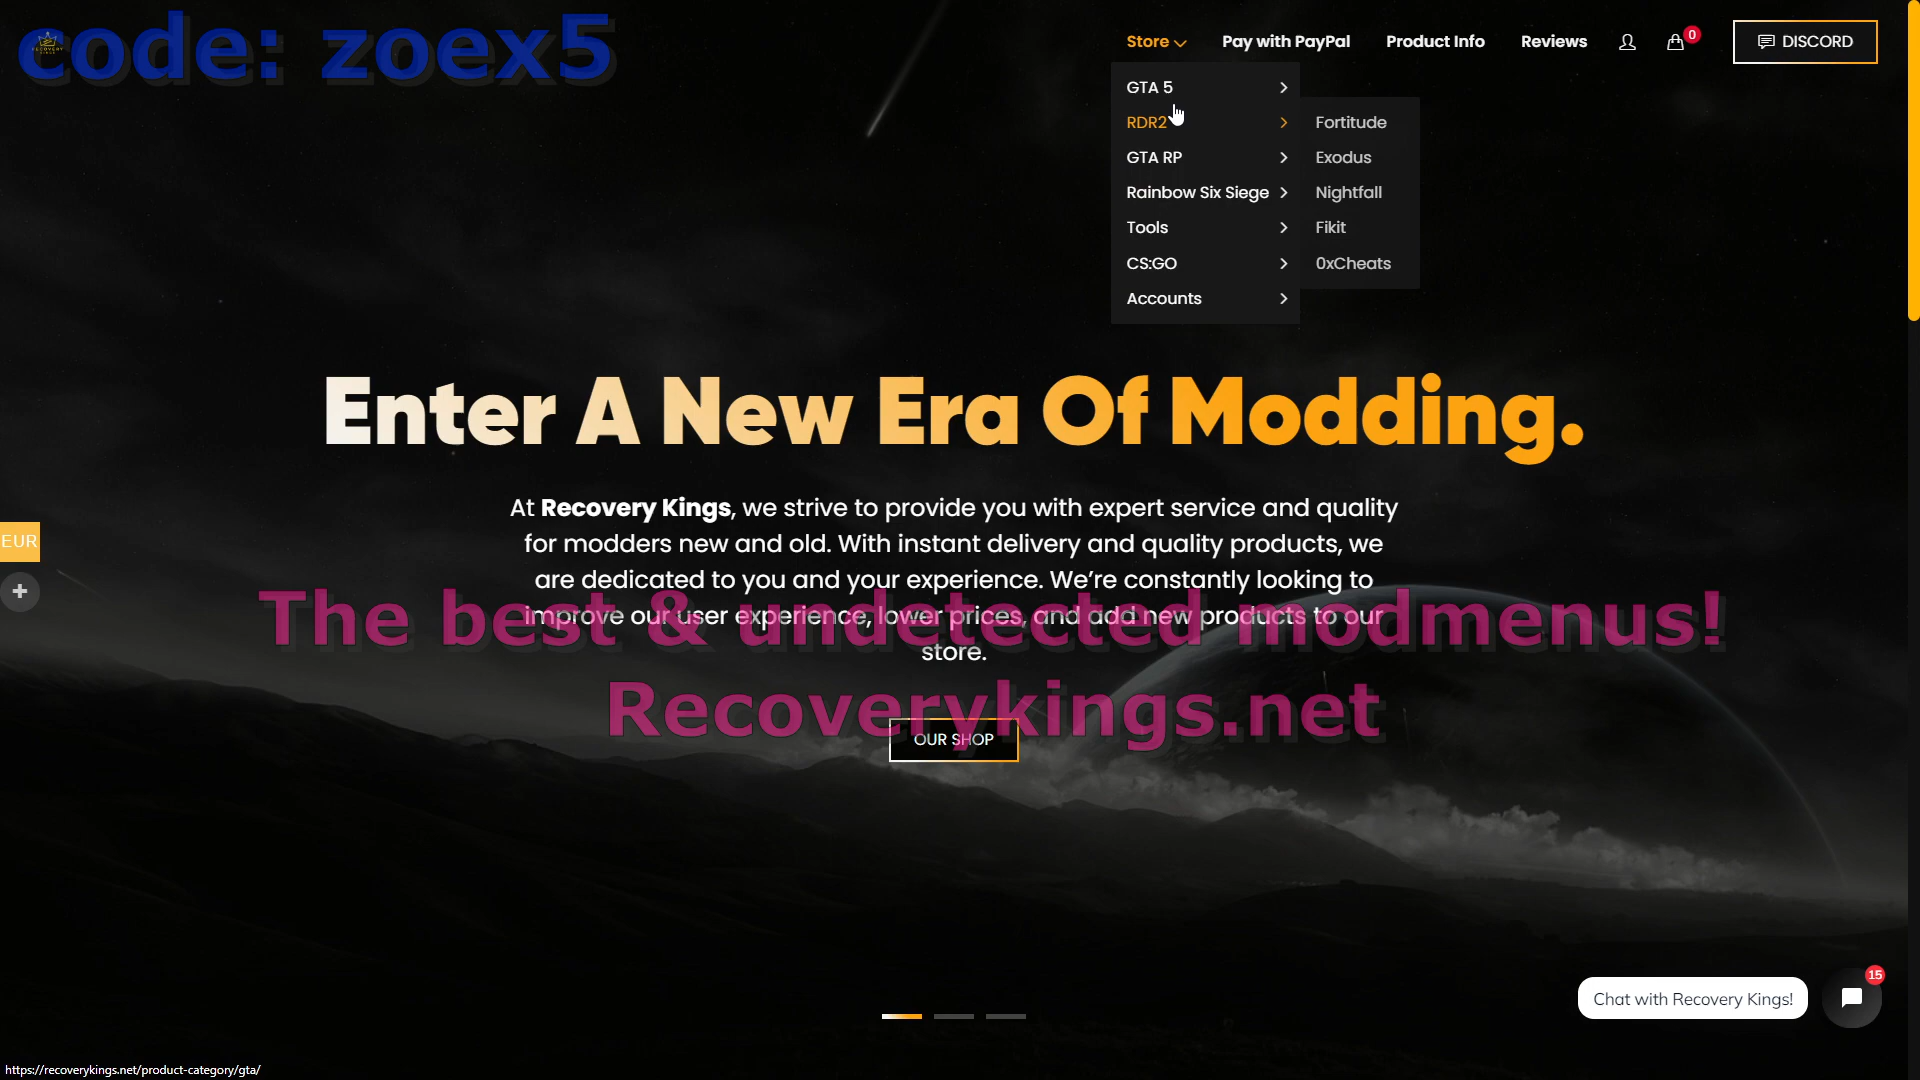 code: zoex5
RECOVERY
KINGS
Store
Pay with PayPal
Product Info
Reviews
0
DISCORD
GTA 5
RDR2
GTA RP
Rainbow Six Siege
Tools
CS:GO
Accounts
Fortitude
Exodus
Nightfall
Fikit
0xCheats
Enter A New Era Of Modding.
At Recovery Kings, we strive to provide you with expert service and quality
for modders new and old. With instant delivery and quality products, we
are dedicated to you and your experience. We're constantly looking to
improve our user experience, lower prices, and add new products to our
store.
EUR
The best & undetected modmenus!
Recoverykings.net
OUR SHOP
Chat with Recovery Kings!
15
https://recoverykings.net/product-category/gta/